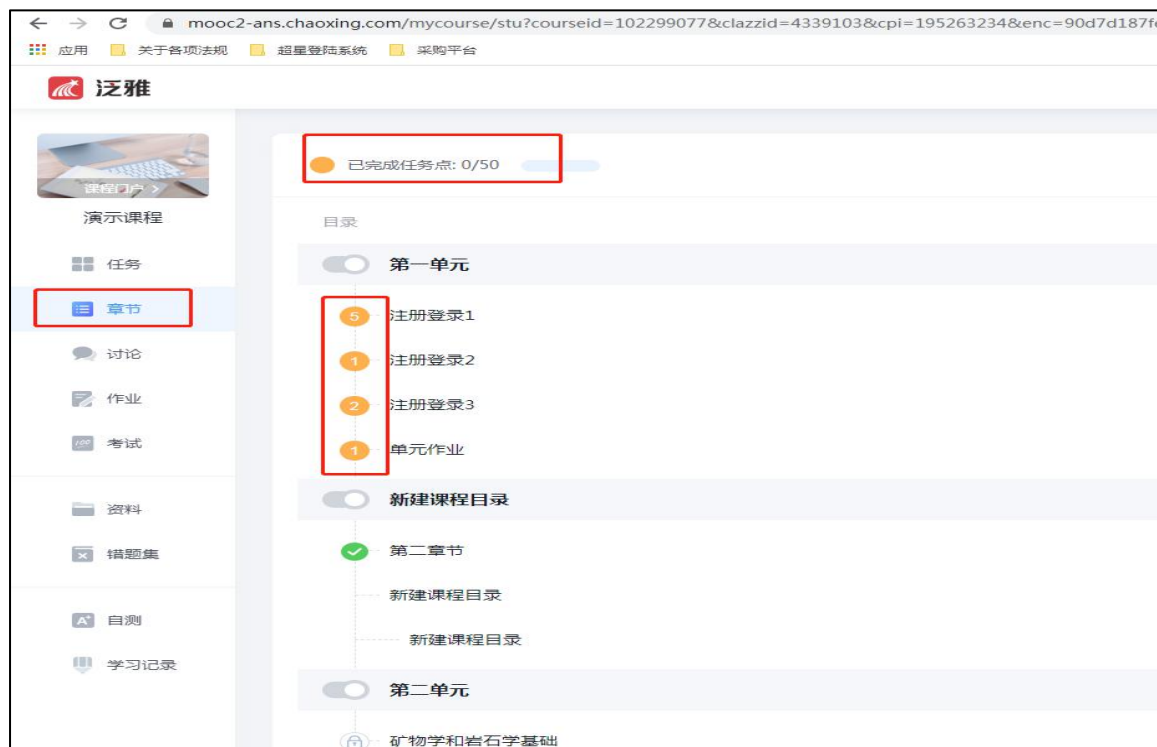 mooc2-ans.chaoxing.com/mycourse/stu?courseid=102299077&clazzid=4339103&cpi=195263234&enc=90d7d187f
应用 关于各项法规 超星登陆系统 采购平台
泛雅
课程门户 >
演示课程
任务
章节
讨论
作业
考试
资料
错题集
自测
学习记录
已完成任务点: 0/50
目录
第一单元
5 注册登录1
1 注册登录2
2 注册登录3
1 单元作业
新建课程目录
第二章节
新建课程目录
新建课程目录
第二单元
矿物学和岩石学基础